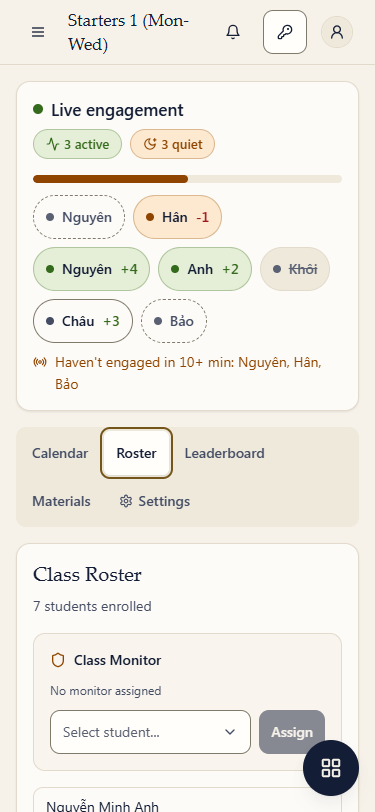 Starters 1 (Mon-
Wed)
Live engagement
3 active
3 quiet
Nguyên
Hân -1
Nguyên +4
Anh +2
Khôi
Châu +3
Bảo
Haven't engaged in 10+ min: Nguyên, Hân,
Bảo
Calendar
Roster
Leaderboard
Materials
Settings
Class Roster
7 students enrolled
Class Monitor
No monitor assigned
Select student...
Assign
Nguyễn Minh Anh